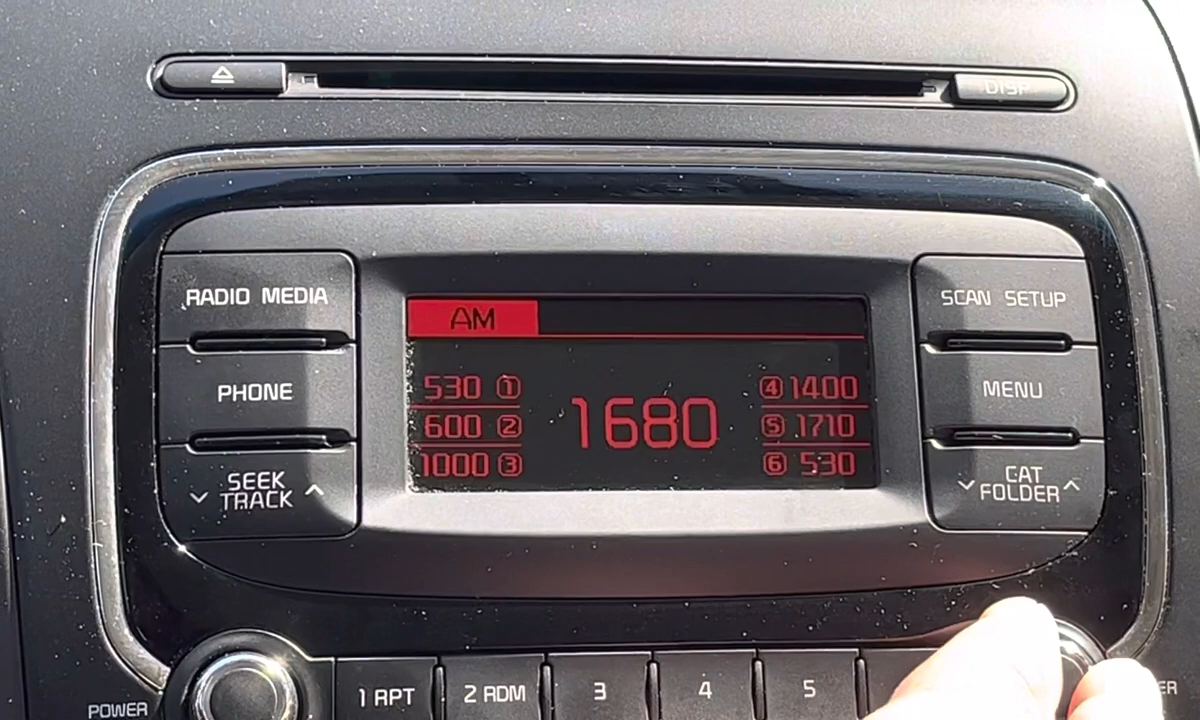 DISP
RADIO MEDIA
SCAN SETUP
AM
PHONE
MENU
530 1
600 2
1000 3
1680
4 1400
5 1710
6 530
SEEK
TRACK
CAT
FOLDER
1 RPT
2 RDM
3
4
5
POWER